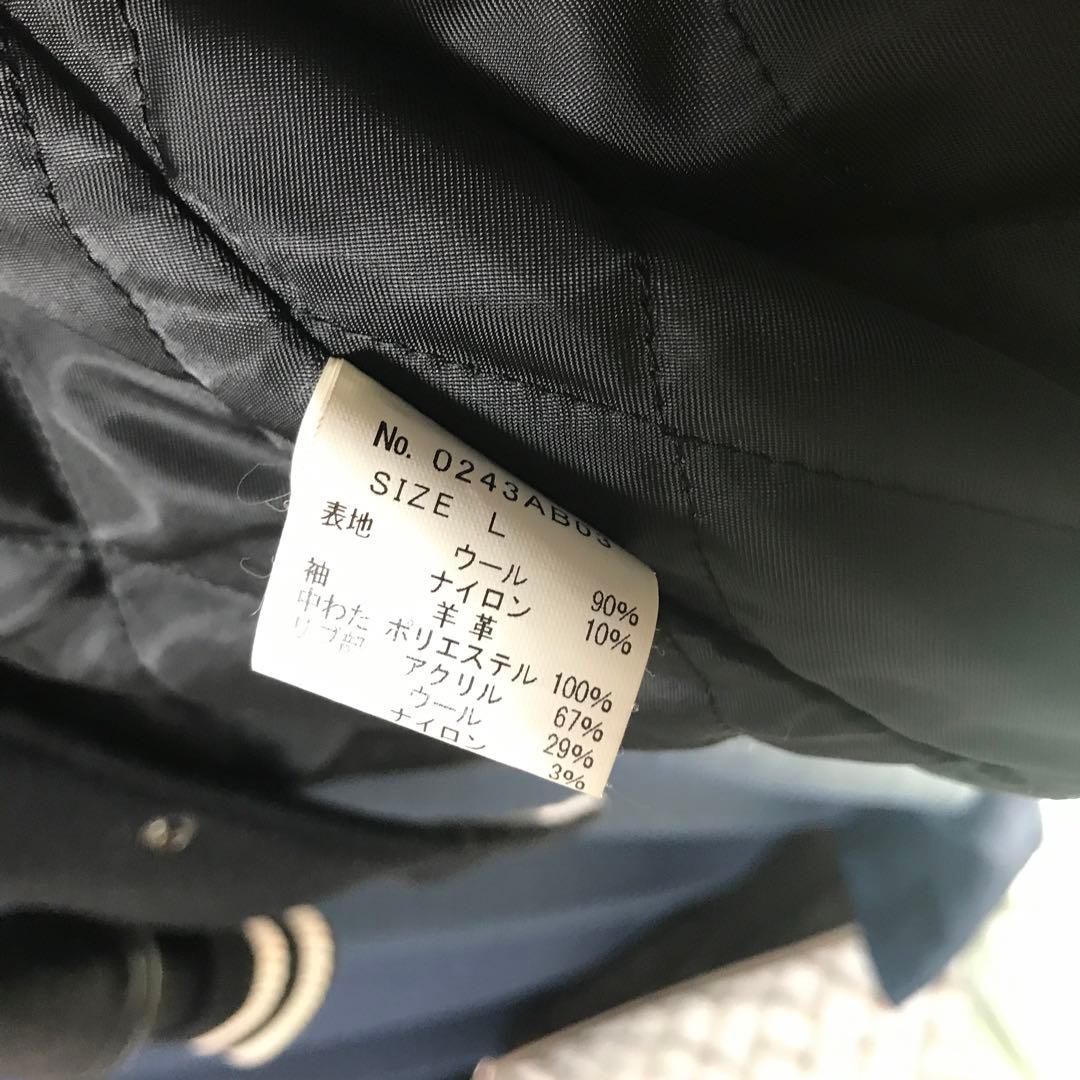 No. 0243AB03
SIZE L
表地 ウール 90%
ナイロン 10%
袖 羊革
中わた ポリエステル 100%
リブ部 アクリル 67%
ウール 29%
ナイロン 3%